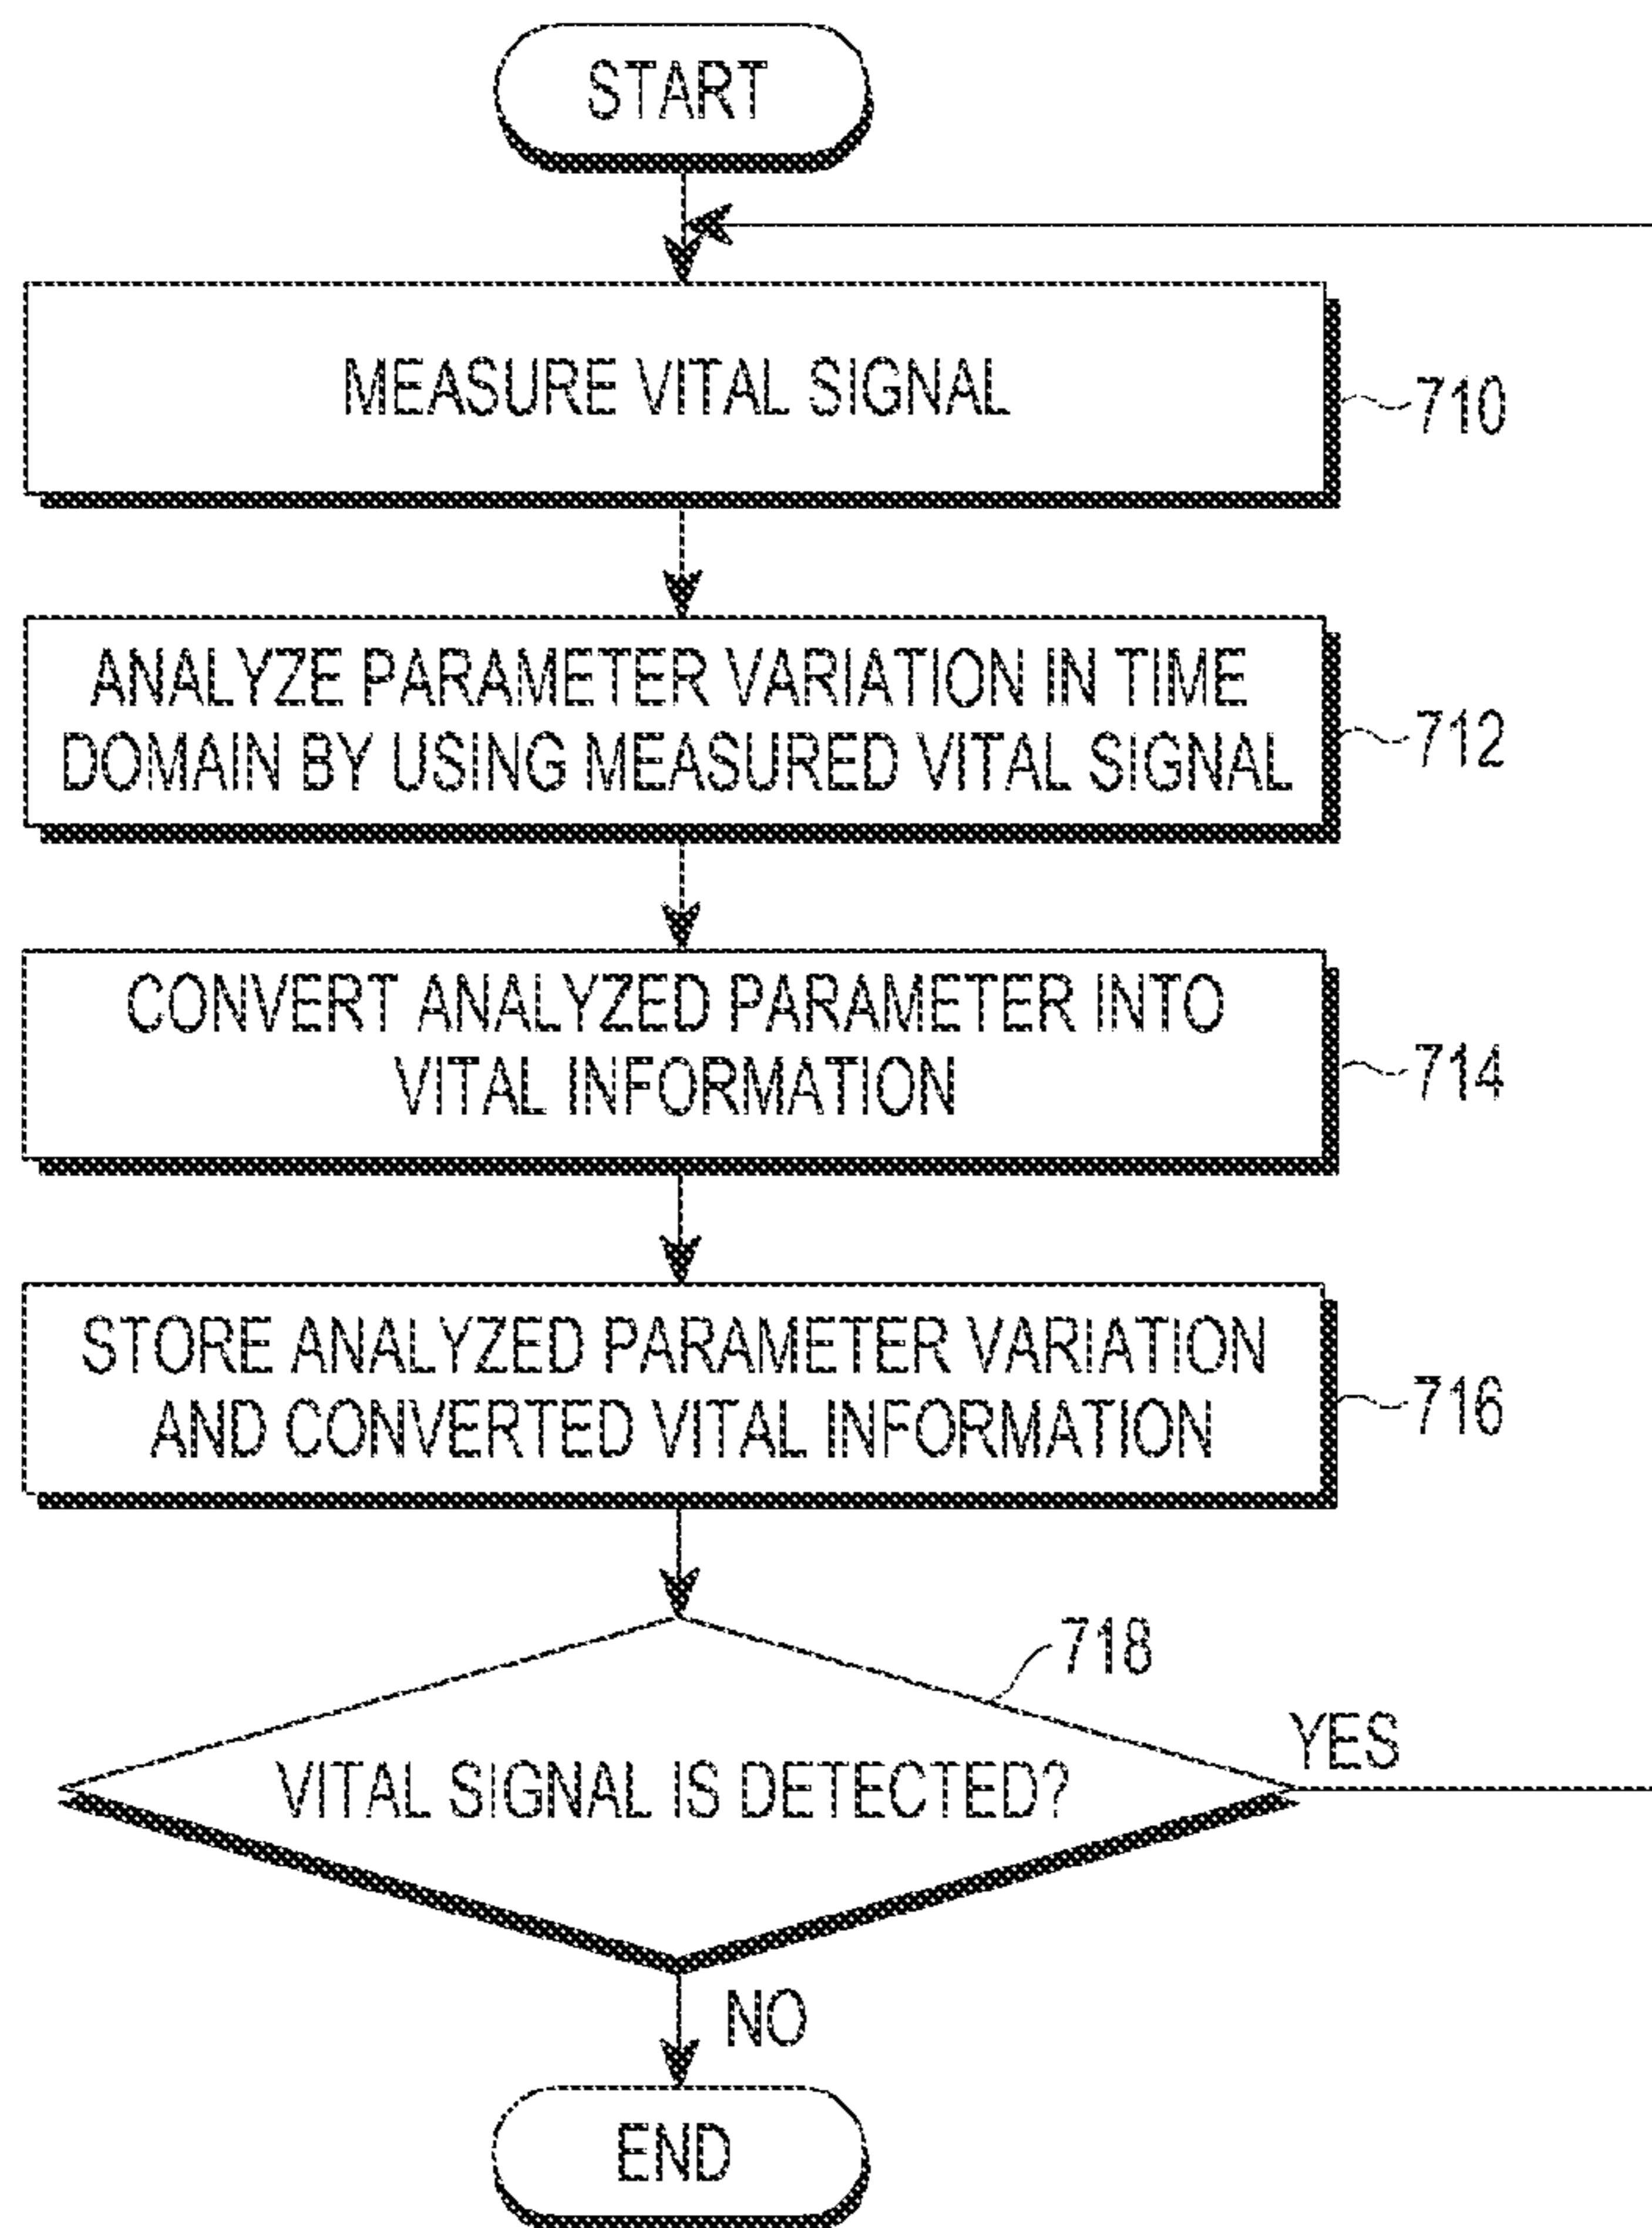 START
MEASURE VITAL SIGNAL
710
ANALYZE PARAMETER VARIATION IN TIME
DOMAIN BY USING MEASURED VITAL SIGNAL
712
CONVERT ANALYZED PARAMETER INTO
VITAL INFORMATION
714
STORE ANALYZED PARAMETER VARIATION
AND CONVERTED VITAL INFORMATION
716
718
VITAL SIGNAL IS DETECTED?
YES
NO
END